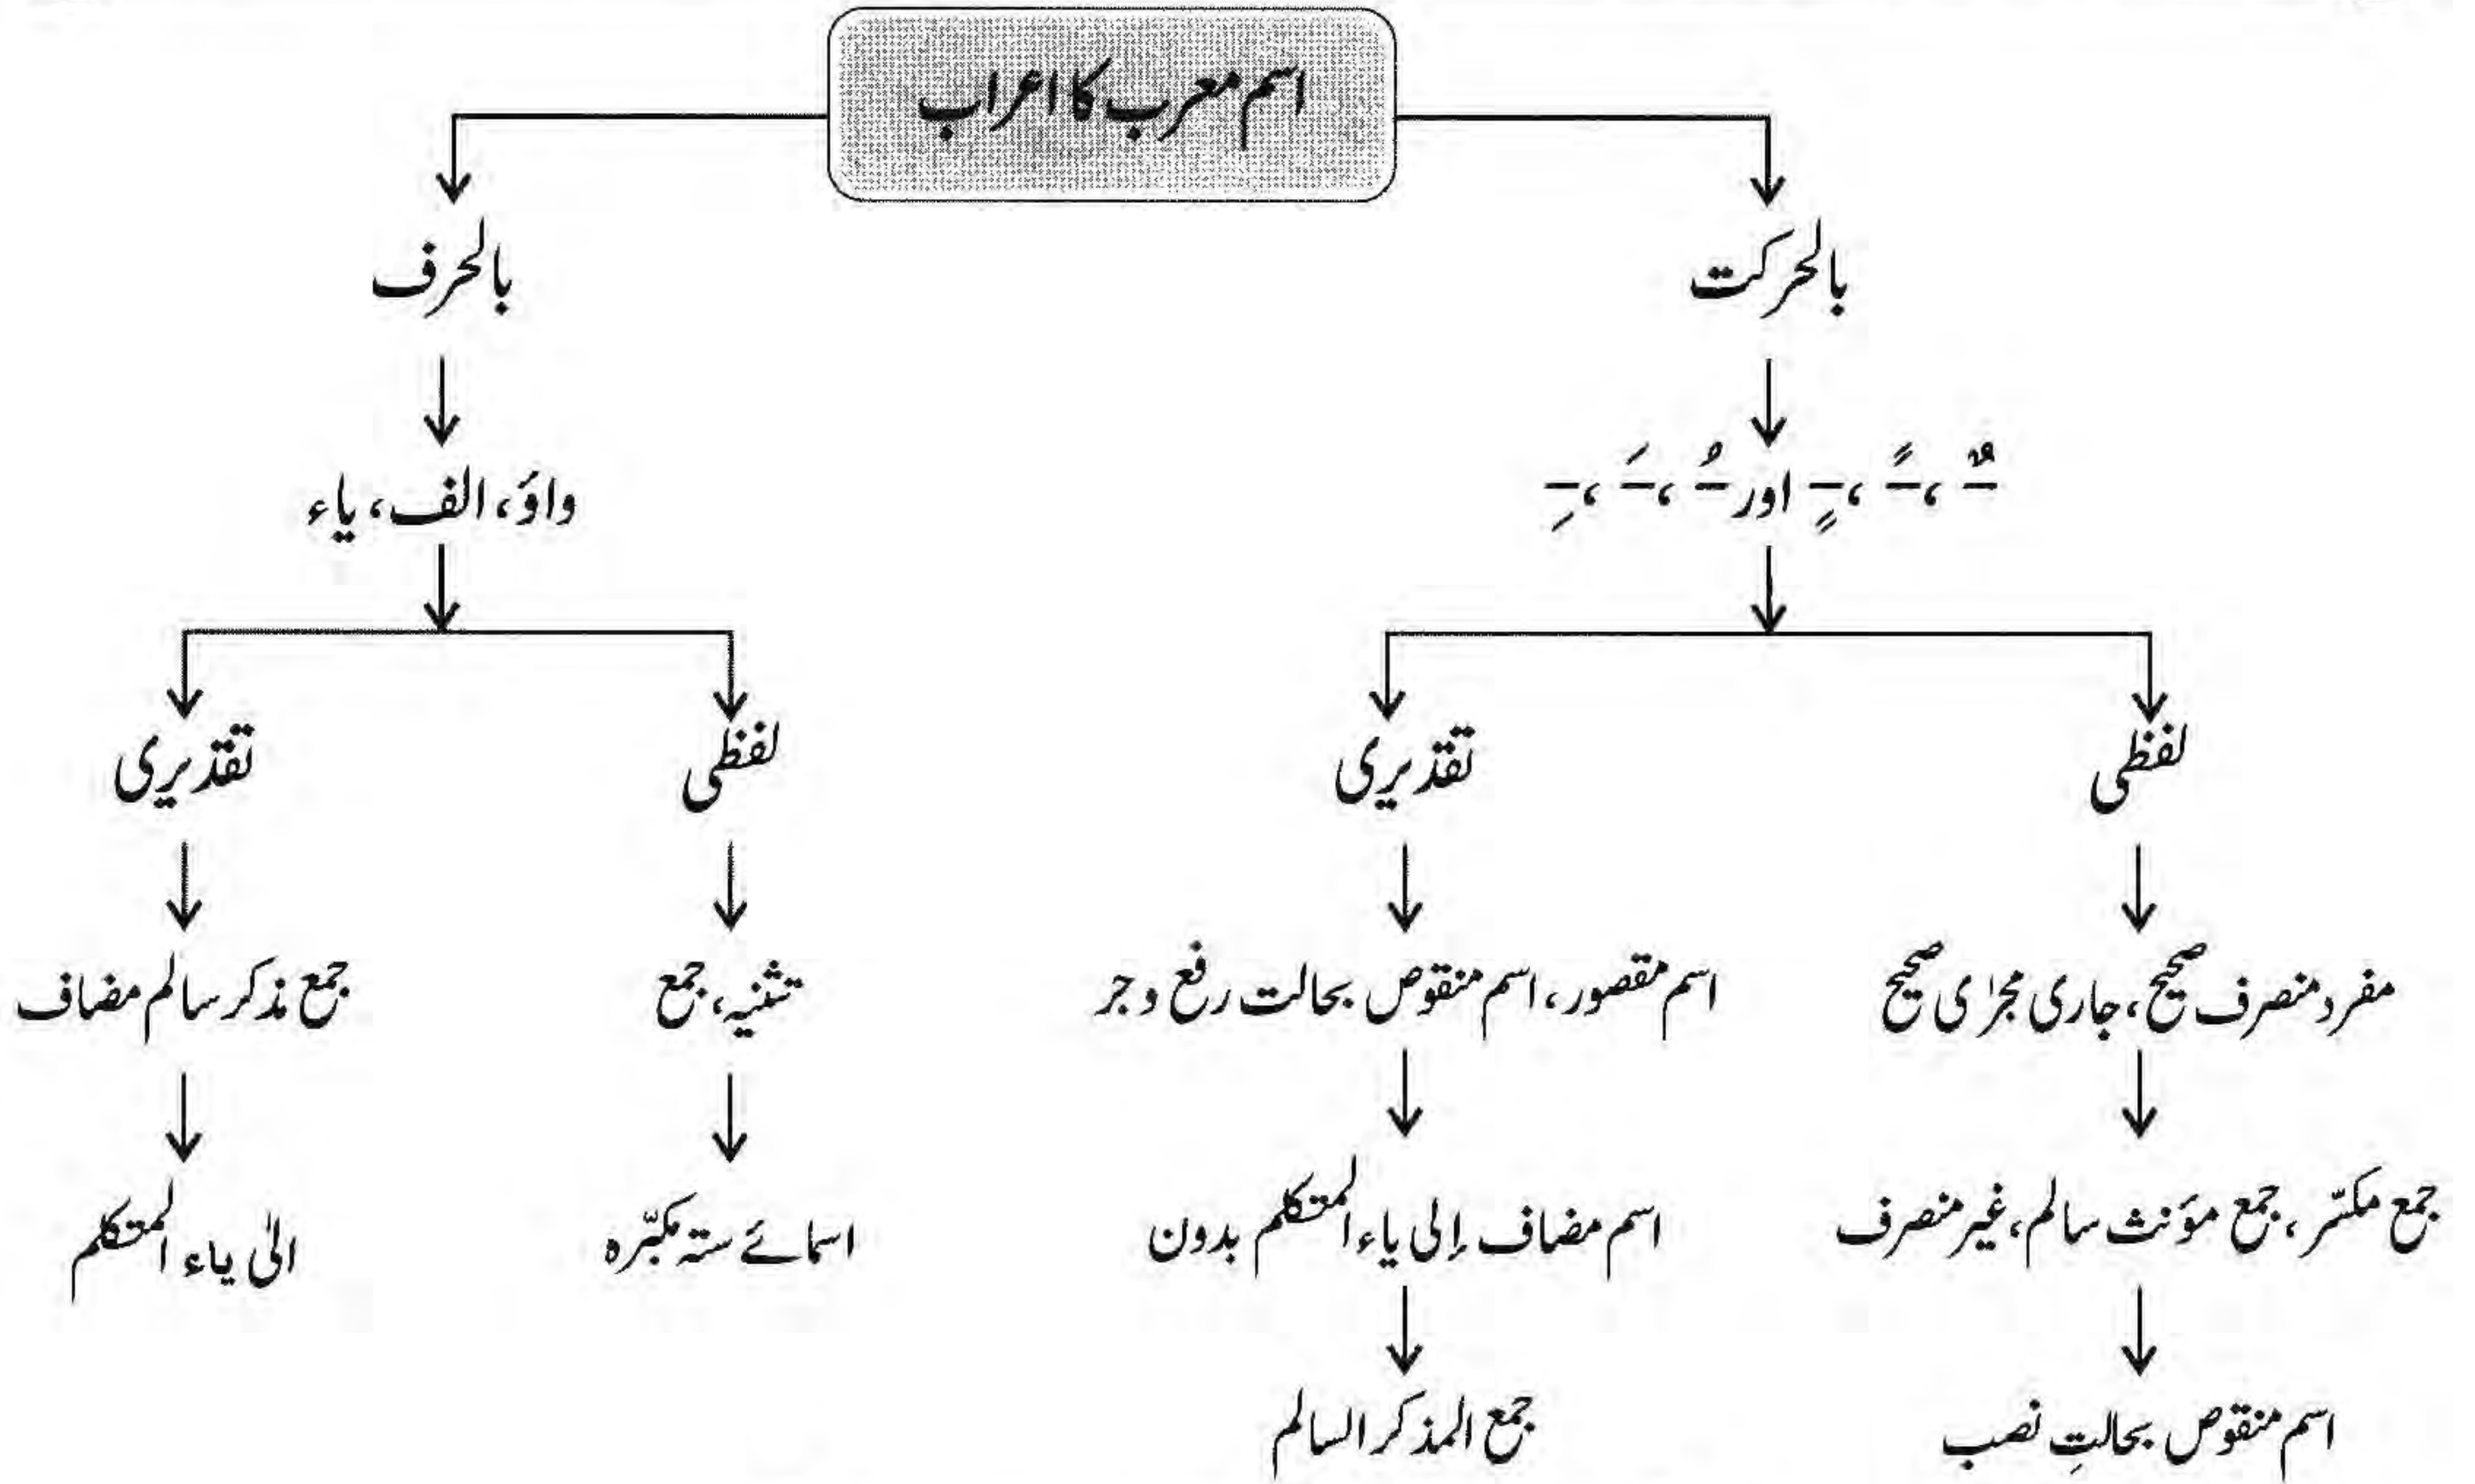 اسم معرب کا اعراب
بالحرکت
بالحرف
ـٌ، ـً، ـٍ اور ـُ، ـَ، ـِ
واؤ، الف، یاء
لفظی
تقدیری
لفظی
تقدیری
مفرد منصرف صحیح، جاری مجرٰی صحیح
اسم مقصور، اسم منقوص بحالت رفع و جر
تثنیہ، جمع
جمع مذکر سالم مضاف
جمع مکسّر، جمع مؤنث سالم، غیر منصرف
اسم مضاف إلی یاء المتکلم بدون
اسمائے ستہ مکبّرہ
الیٰ یاء المتکلم
اسم منقوص بحالتِ نصب
جمع المذکر السالم